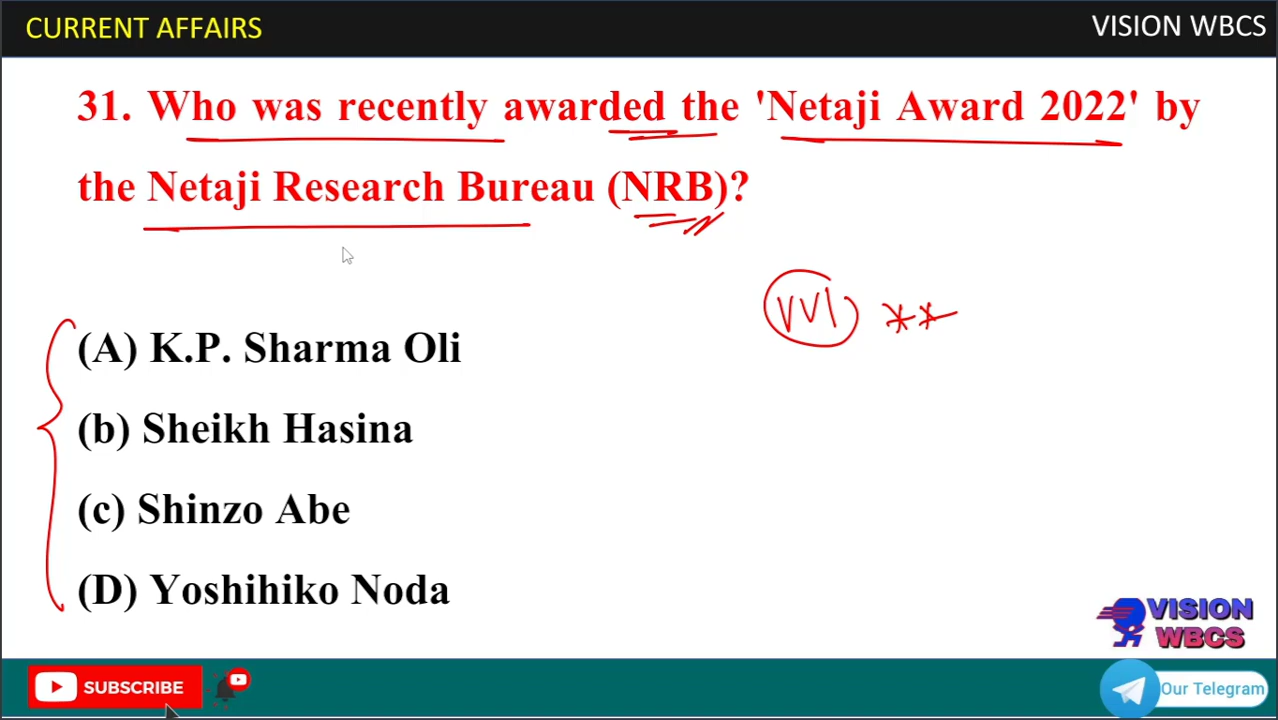 CURRENT AFFAIRS
VISION WBCS
31. Who was recently awarded the 'Netaji Award 2022' by
the Netaji Research Bureau (NRB)?
VVI **
(A) K.P. Sharma Oli
(b) Sheikh Hasina
(c) Shinzo Abe
(D) Yoshihiko Noda
VISION
WBCS
SUBSCRIBE
Our Telegram